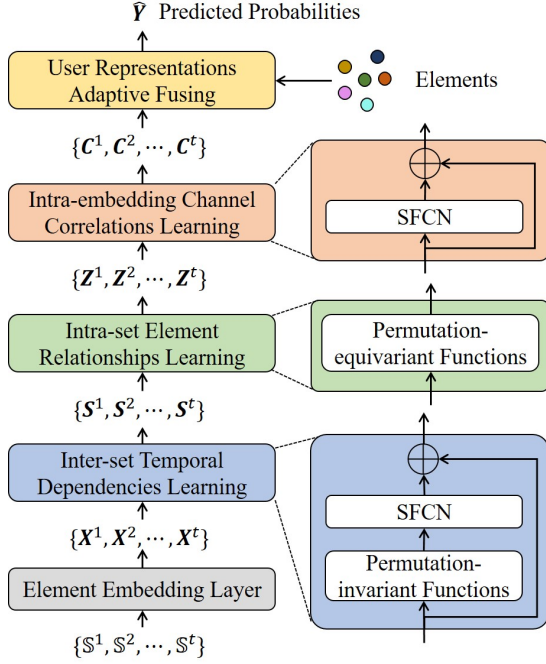 Ŷ Predicted Probabilities
User Representations
Adaptive Fusing
Elements
{C¹, C², ⋯, Cᵗ}
Intra-embedding Channel
Correlations Learning
SFCN
{Z¹, Z², ⋯, Zᵗ}
Intra-set Element
Relationships Learning
Permutation-
equivariant Functions
{S¹, S², ⋯, Sᵗ}
Inter-set Temporal
Dependencies Learning
SFCN
Permutation-
invariant Functions
{X¹, X², ⋯, Xᵗ}
Element Embedding Layer
{𝕊¹, 𝕊², ⋯, 𝕊ᵗ}